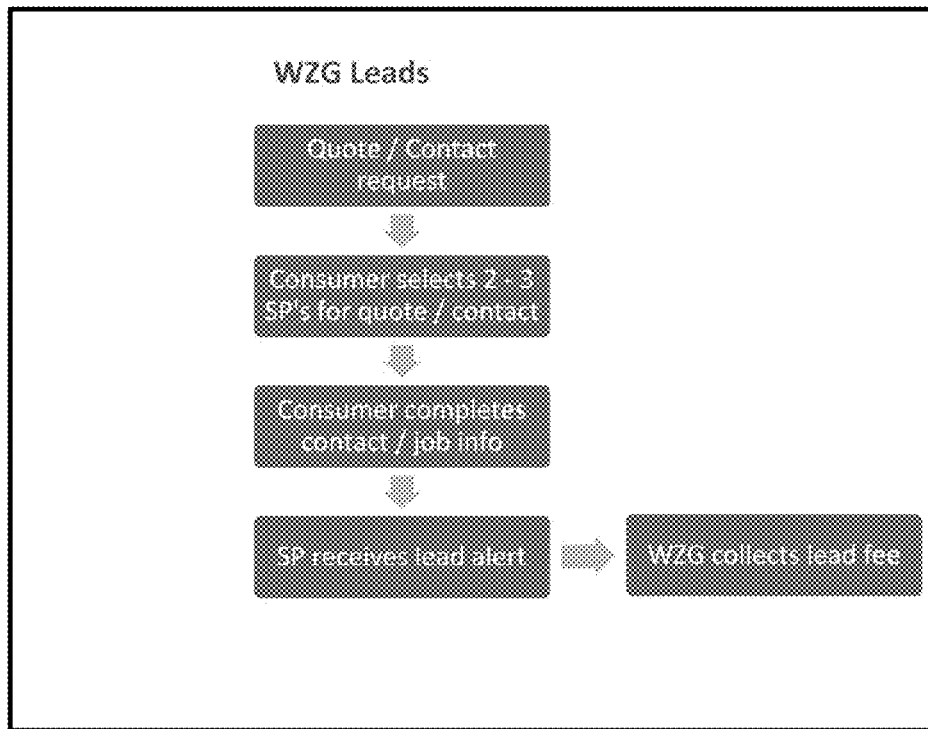 WZG Leads
Quote / Contact
request
Consumer selects 2 - 3
SP's for quote / contact
Consumer completes
contact / job info
SP receives lead alert
WZG collects lead fee